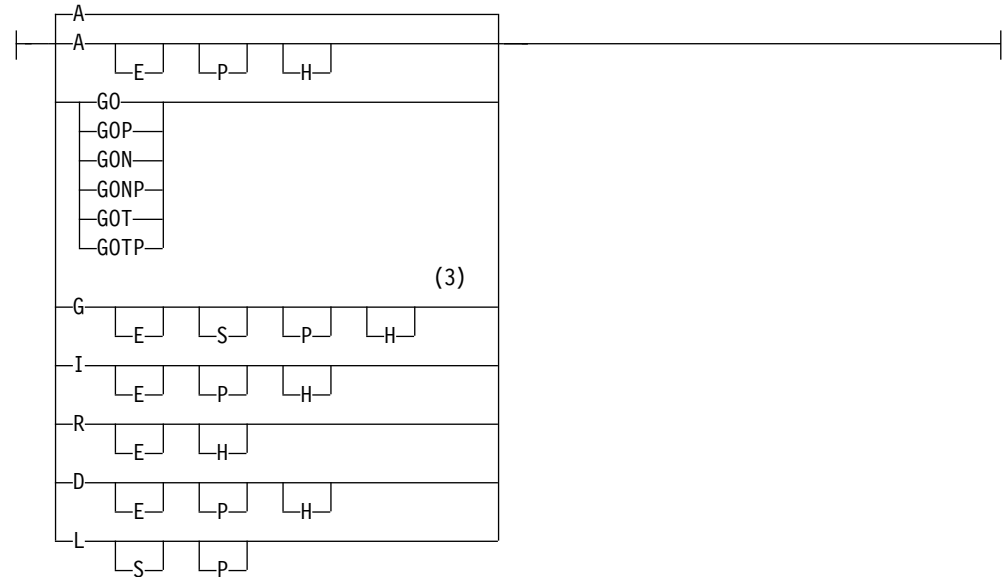 A
A
E P H
GO
GOP
GON
GONP
GOT
GOTP
(3)
G
E S P H
I
E P H
R
E H
D
E P H
L
S P